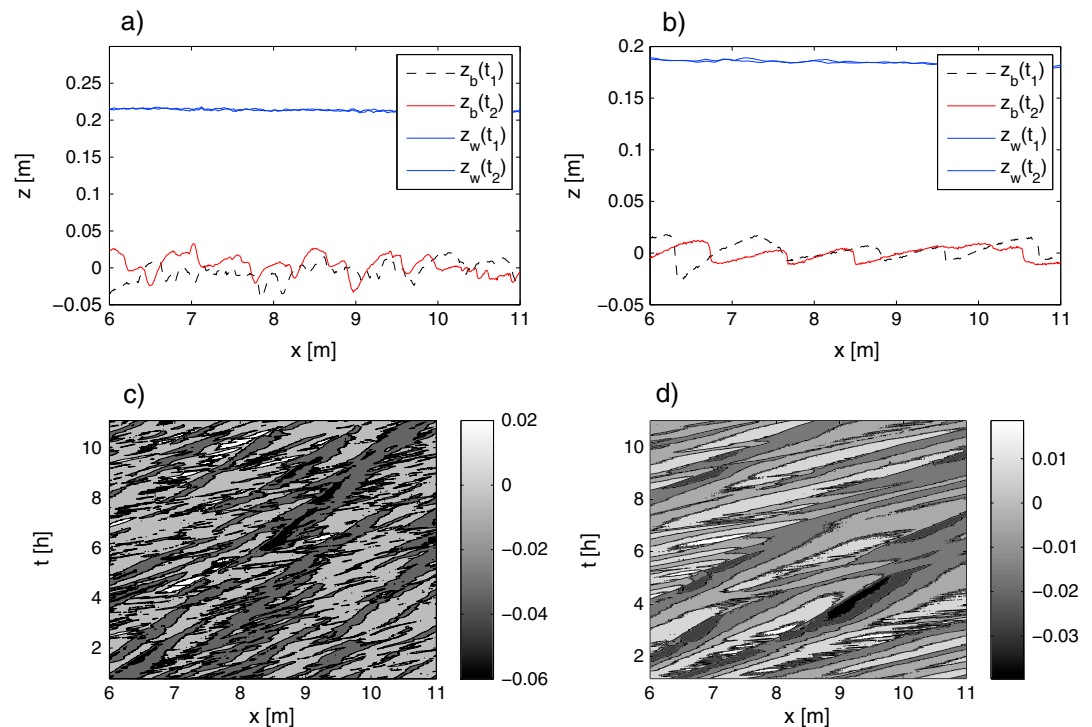 a)
0.25
0.2
0.15
0.1
0.05
0
−0.05
z [m]
6 7 8 9 10 11
x [m]
z_b(t_1)
z_b(t_2)
z_w(t_1)
z_w(t_2)
b)
0.2
0.15
0.1
0.05
0
−0.05
z [m]
6 7 8 9 10 11
x [m]
z_b(t_1)
z_b(t_2)
z_w(t_1)
z_w(t_2)
c)
10
8
6
4
2
t [h]
6 7 8 9 10 11
x [m]
0.02
0
−0.02
−0.04
−0.06
d)
10
8
6
4
2
t [h]
6 7 8 9 10 11
x [m]
0.01
0
−0.01
−0.02
−0.03